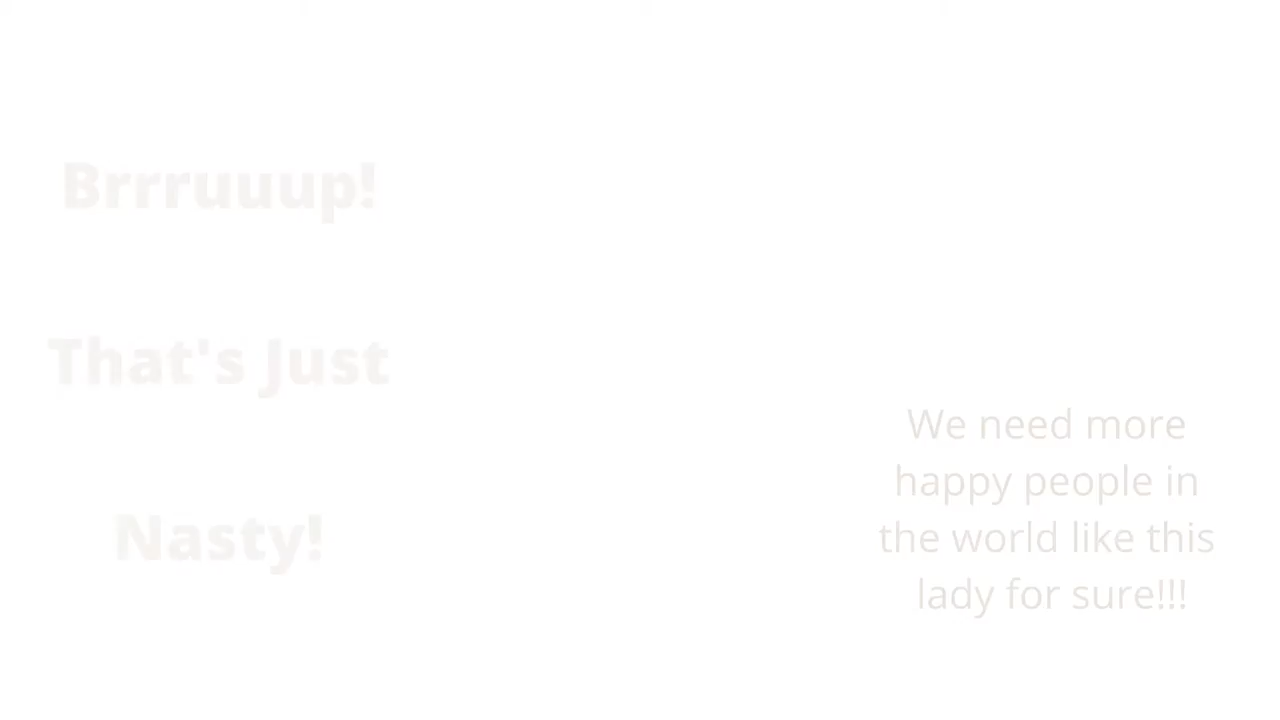 Brrruuup!
That's Just
Nasty!
We need more
happy people in
the world like this
lady for sure!!!